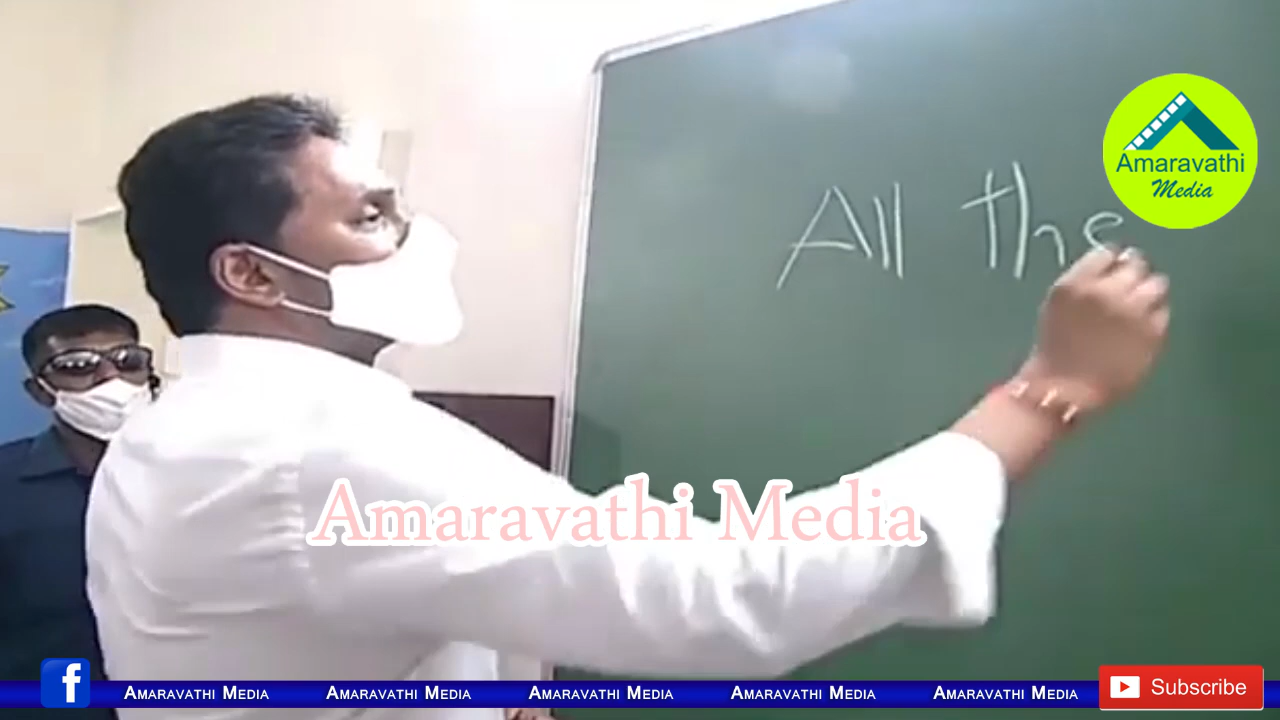 Amaravathi
Media
All the
Amaravathi Media
f AMARAVATHI MEDIA AMARAVATHI MEDIA AMARAVATHI MEDIA AMARAVATHI MEDIA AMARAVATHI MEDIA Subscribe